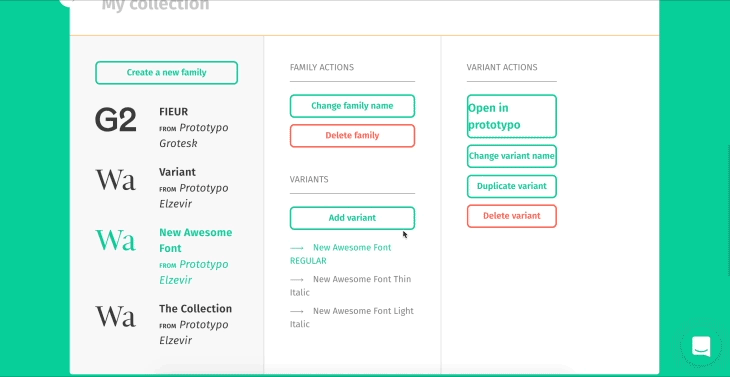 My collection
Create a new family
G2
FIEUR
FROM Prototypo
Grotesk
Wa
Variant
FROM Prototypo
Elzevir
Wa
New Awesome
Font
FROM Prototypo
Elzevir
Wa
The Collection
FROM Prototypo
Elzevir
FAMILY ACTIONS
Change family name
Delete family
VARIANTS
Add variant
New Awesome Font
REGULAR
New Awesome Font Thin
Italic
New Awesome Font Light
Italic
VARIANT ACTIONS
Open in
prototypo
Change variant name
Duplicate variant
Delete variant